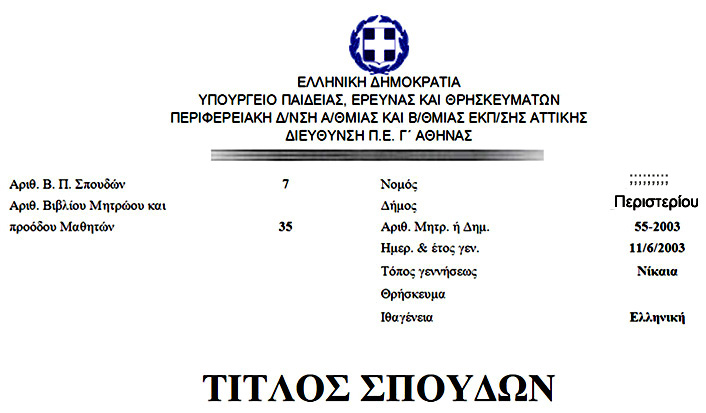 ΕΛΛΗΝΙΚΗ ΔΗΜΟΚΡΑΤΙΑ
ΥΠΟΥΡΓΕΙΟ ΠΑΙΔΕΙΑΣ, ΕΡΕΥΝΑΣ ΚΑΙ ΘΡΗΣΚΕΥΜΑΤΩΝ
ΠΕΡΙΦΕΡΕΙΑΚΗ Δ/ΝΣΗ Α/ΘΜΙΑΣ ΚΑΙ Β/ΘΜΙΑΣ ΕΚΠ/ΣΗΣ ΑΤΤΙΚΗΣ
ΔΙΕΥΘΥΝΣΗ Π.Ε. Γ΄ ΑΘΗΝΑΣ
Αριθ. Β. Π. Σπουδών 7
Αριθ. Βιβλίου Μητρώου και
προόδου Μαθητών 35
Νομός ;;;;;;;;;
Δήμος Περιστερίου
Αριθ. Μητρ. ή Δημ. 55-2003
Ημερ. & έτος γεν. 11/6/2003
Τόπος γεννήσεως Νίκαια
Θρήσκευμα
Ιθαγένεια Ελληνική
ΤΙΤΛΟΣ ΣΠΟΥΔΩΝ